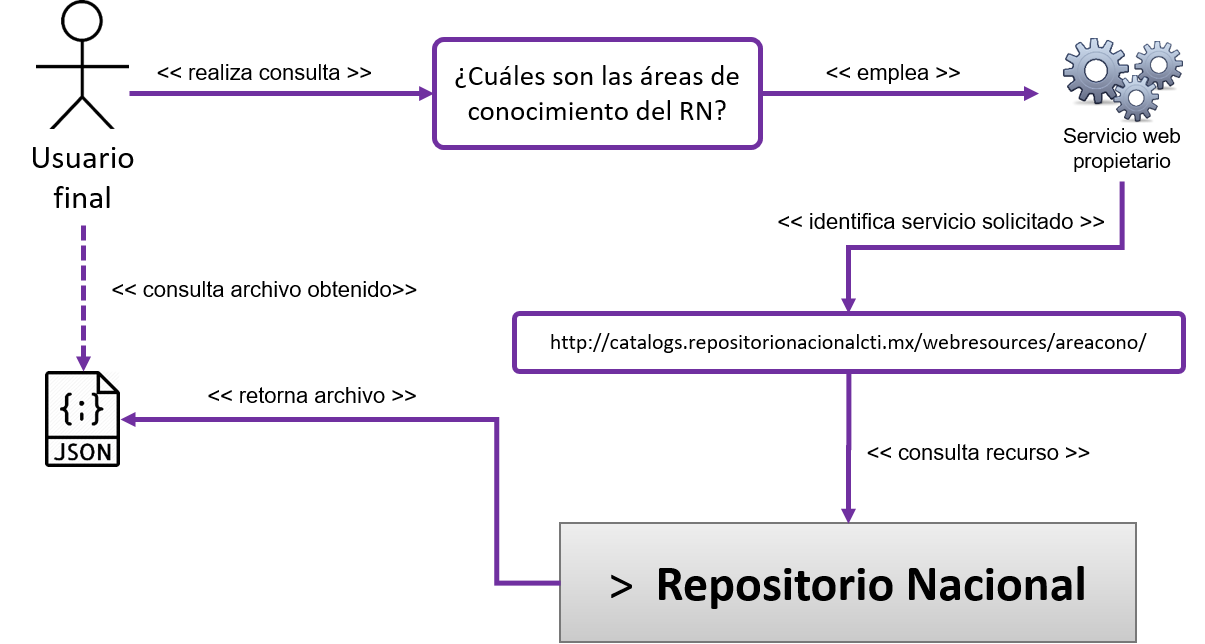 << realiza consulta >>
¿Cuáles son las áreas de
conocimiento del RN?
<< emplea >>
Servicio web
propietario
Usuario
final
<< identifica servicio solicitado >>
<< consulta archivo obtenido>>
http://catalogs.repositorionacionalcti.mx/webresources/areacono/
<< retorna archivo >>
{;}
JSON
<< consulta recurso >>
> Repositorio Nacional